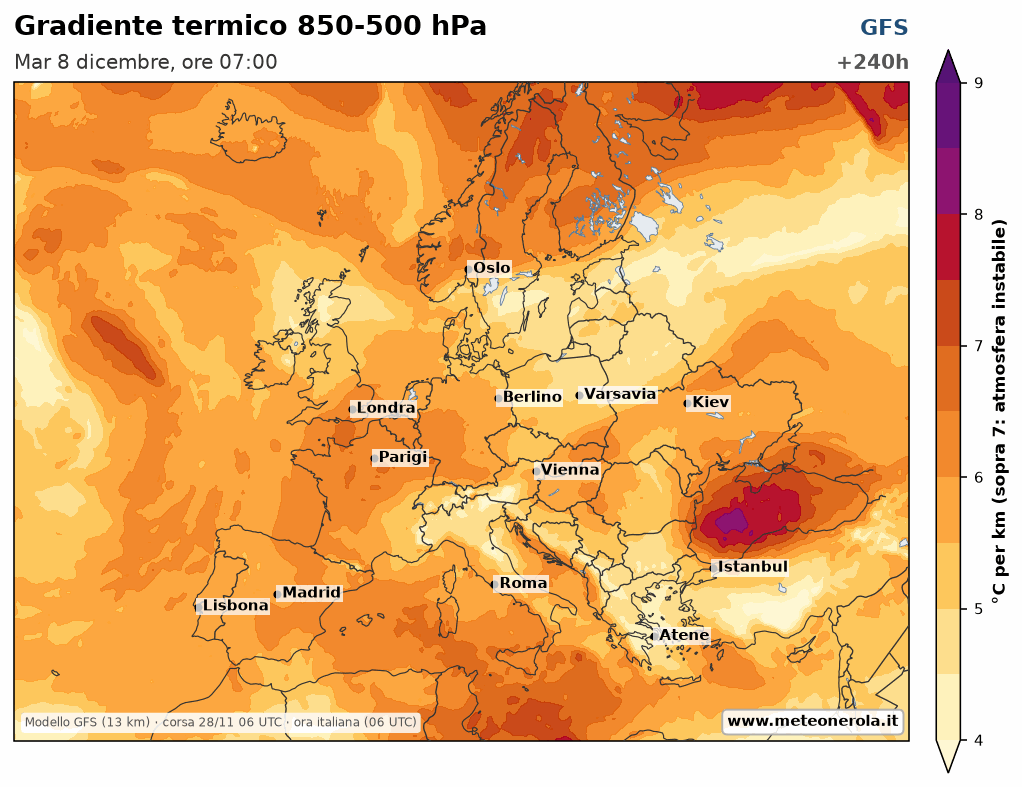 Gradiente termico 850-500 hPa
GFS
Mar 8 dicembre, ore 07:00
+240h
9
8
7
6
5
4
°C per km (sopra 7: atmosfera instabile)
Oslo
Berlino
Varsavia
Kiev
Londra
Parigi
Vienna
Istanbul
Roma
Madrid
Lisbona
Atene
Modello GFS (13 km) · corsa 28/11 06 UTC · ora italiana (06 UTC)
www.meteonerola.it